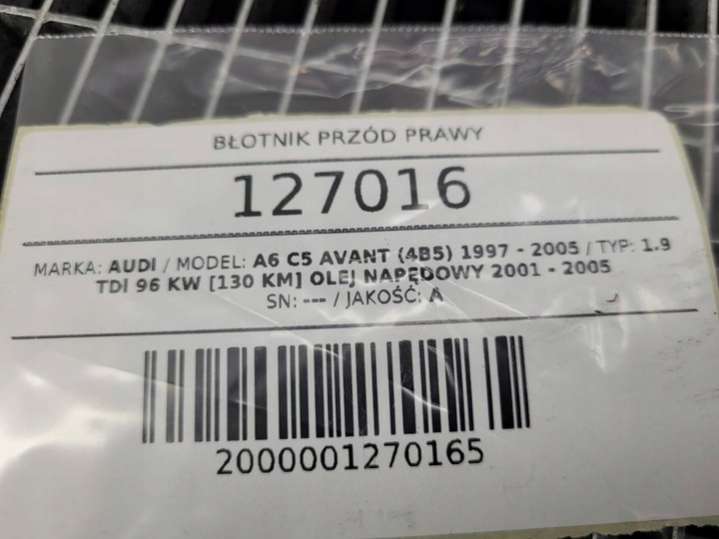 BŁOTNIK PRZÓD PRAWY
127016
MARKA: AUDI / MODEL: A6 C5 AVANT (4B5) 1997 - 2005 / TYP: 1.9
TDI 96 KW [130 KM] OLEJ NAPĘDOWY 2001 - 2005
SN: --- / JAKOŚĆ: A
2000001270165